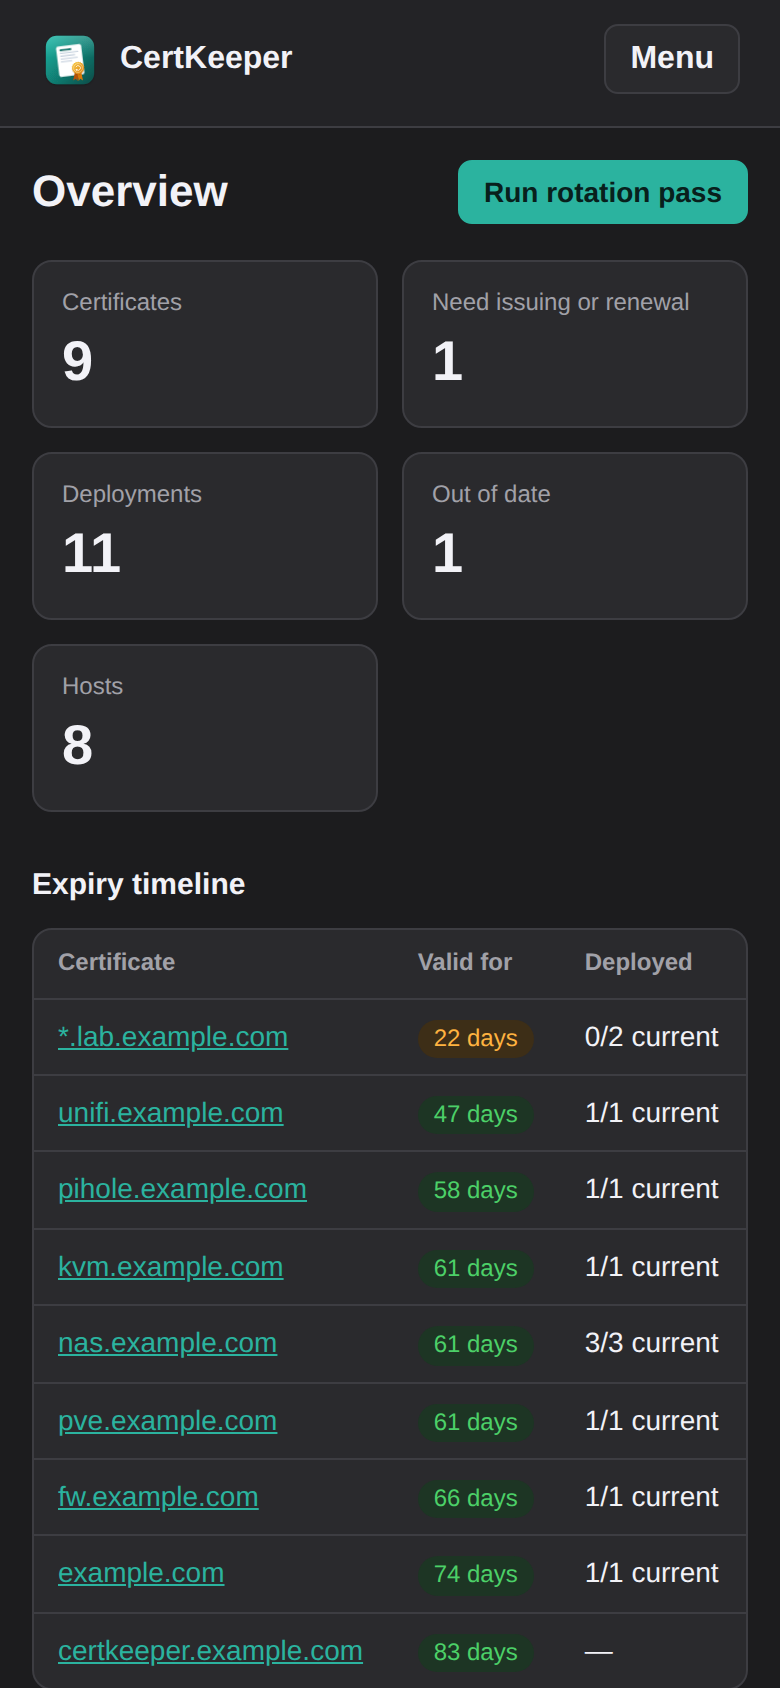 CertKeeper
Menu
Overview
Run rotation pass
Certificates
9
Need issuing or renewal
1
Deployments
11
Out of date
1
Hosts
8
Expiry timeline
Certificate Valid for Deployed
*.lab.example.com 22 days 0/2 current
unifi.example.com 47 days 1/1 current
pihole.example.com 58 days 1/1 current
kvm.example.com 61 days 1/1 current
nas.example.com 61 days 3/3 current
pve.example.com 61 days 1/1 current
fw.example.com 66 days 1/1 current
example.com 74 days 1/1 current
certkeeper.example.com 83 days —